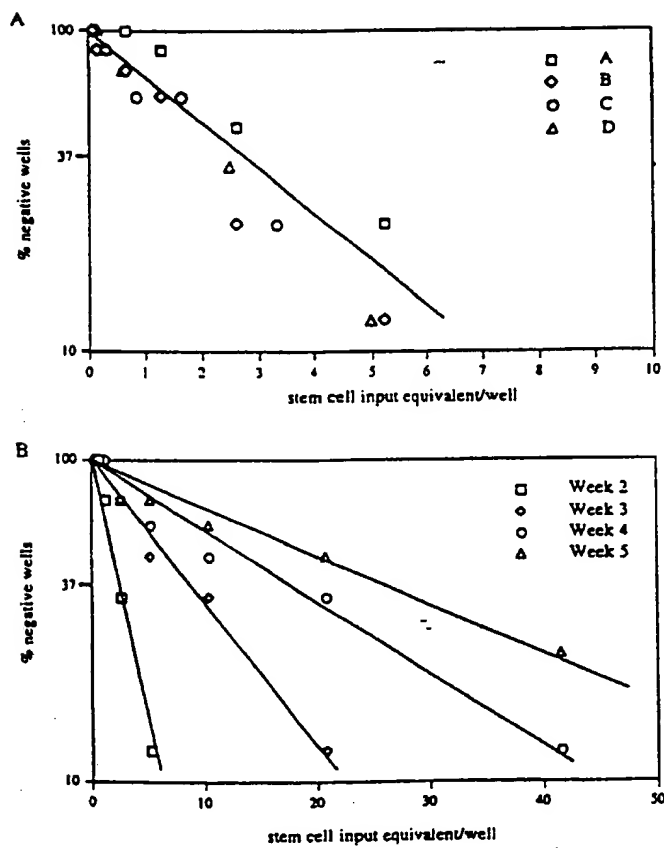 A
100
37
10
% negative wells
A
B
C
D
0 1 2 3 4 5 6 7 8 9 10
stem cell input equivalent/well
B
100
37
10
% negative wells
Week 2
Week 3
Week 4
Week 5
0 10 20 30 40 50
stem cell input equivalent/well